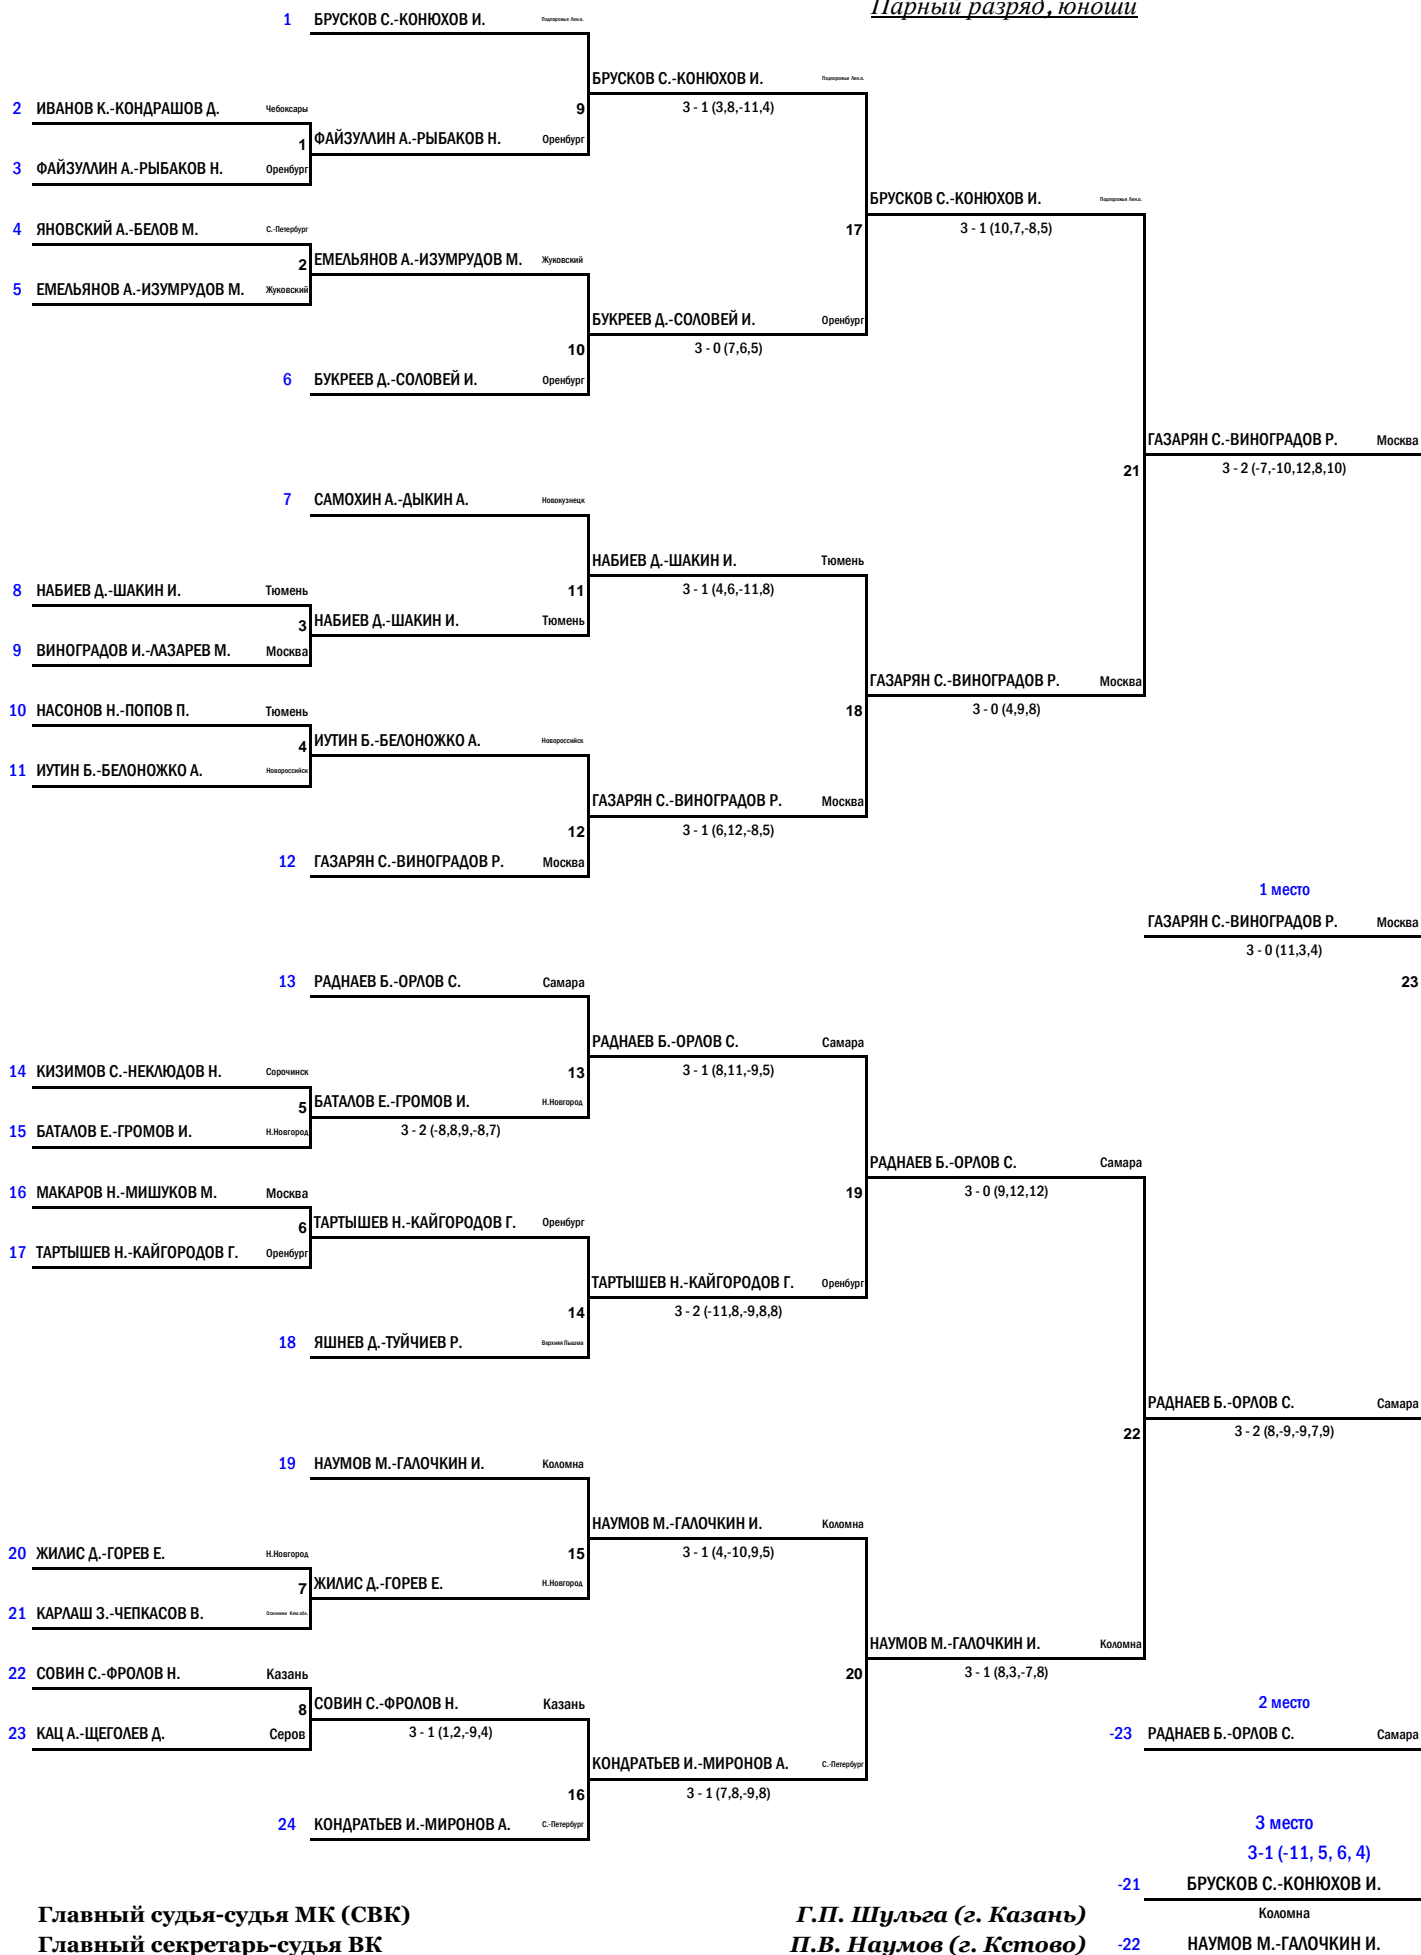 Парный разряд, юноши
1 БРУСКОВ С.-КОНЮХОВ И. Подпорожье Лен.о.
БРУСКОВ С.-КОНЮХОВ И. Подпорожье Лен.о.
2 ИВАНОВ К.-КОНДРАШОВ Д. Чебоксары 9 3 - 1 (3,8,-11,4)
1 ФАЙЗУЛЛИН А.-РЫБАКОВ Н. Оренбург
3 ФАЙЗУЛЛИН А.-РЫБАКОВ Н. Оренбург
БРУСКОВ С.-КОНЮХОВ И. Подпорожье Лен.о.
4 ЯНОВСКИЙ А.-БЕЛОВ М. С.-Петербург 17 3 - 1 (10,7,-8,5)
2 ЕМЕЛЬЯНОВ А.-ИЗУМРУДОВ М. Жуковский
5 ЕМЕЛЬЯНОВ А.-ИЗУМРУДОВ М. Жуковский
БУКРЕЕВ Д.-СОЛОВЕЙ И. Оренбург
10 3 - 0 (7,6,5)
6 БУКРЕЕВ Д.-СОЛОВЕЙ И. Оренбург
ГАЗАРЯН С.-ВИНОГРАДОВ Р. Москва
21 3 - 2 (-7,-10,12,8,10)
7 САМОХИН А.-ДЫКИН А. Новокузнецк
НАБИЕВ Д.-ШАКИН И. Тюмень
8 НАБИЕВ Д.-ШАКИН И. Тюмень 11 3 - 1 (4,6,-11,8)
3 НАБИЕВ Д.-ШАКИН И. Тюмень
9 ВИНОГРАДОВ И.-ЛАЗАРЕВ М. Москва
ГАЗАРЯН С.-ВИНОГРАДОВ Р. Москва
10 НАСОНОВ Н.-ПОПОВ П. Тюмень 18 3 - 0 (4,9,8)
4 ИУТИН Б.-БЕЛОНОЖКО А. Новороссийск
11 ИУТИН Б.-БЕЛОНОЖКО А. Новороссийск
ГАЗАРЯН С.-ВИНОГРАДОВ Р. Москва
12 3 - 1 (6,12,-8,5)
12 ГАЗАРЯН С.-ВИНОГРАДОВ Р. Москва
1 место
ГАЗАРЯН С.-ВИНОГРАДОВ Р. Москва
3 - 0 (11,3,4)
13 РАДНАЕВ Б.-ОРЛОВ С. Самара 23
РАДНАЕВ Б.-ОРЛОВ С. Самара
14 КИЗИМОВ С.-НЕКЛЮДОВ Н. Сорочинск 13 3 - 1 (8,11,-9,5)
5 БАТАЛОВ Е.-ГРОМОВ И. Н.Новгород
15 БАТАЛОВ Е.-ГРОМОВ И. Н.Новгород 3 - 2 (-8,8,9,-8,7)
РАДНАЕВ Б.-ОРЛОВ С. Самара
16 МАКАРОВ Н.-МИШУКОВ М. Москва 19 3 - 0 (9,12,12)
6 ТАРТЫШЕВ Н.-КАЙГОРОДОВ Г. Оренбург
17 ТАРТЫШЕВ Н.-КАЙГОРОДОВ Г. Оренбург
ТАРТЫШЕВ Н.-КАЙГОРОДОВ Г. Оренбург
14 3 - 2 (-11,8,-9,8,8)
18 ЯШНЕВ Д.-ТУЙЧИЕВ Р. Верхняя Пышма
РАДНАЕВ Б.-ОРЛОВ С. Самара
22 3 - 2 (8,-9,-9,7,9)
19 НАУМОВ М.-ГАЛОЧКИН И. Коломна
НАУМОВ М.-ГАЛОЧКИН И. Коломна
20 ЖИЛИС Д.-ГОРЕВ Е. Н.Новгород 15 3 - 1 (4,-10,9,5)
7 ЖИЛИС Д.-ГОРЕВ Е. Н.Новгород
21 КАРЛАШ З.-ЧЕПКАСОВ В.
НАУМОВ М.-ГАЛОЧКИН И. Коломна
22 СОВИН С.-ФРОЛОВ Н. Казань 20 3 - 1 (8,3,-7,8)
8 СОВИН С.-ФРОЛОВ Н. Казань 2 место
23 КАЦ А.-ЩЕГОЛЕВ Д. Серов 3 - 1 (1,2,-9,4) -23 РАДНАЕВ Б.-ОРЛОВ С. Самара
КОНДРАТЬЕВ И.-МИРОНОВ А. С.-Петербург
16 3 - 1 (7,8,-9,8)
24 КОНДРАТЬЕВ И.-МИРОНОВ А. С.-Петербург 3 место
3-1 (-11, 5, 6, 4)
-21 БРУСКОВ С.-КОНЮХОВ И.
Главный судья-судья МК (СВК) Г.П. Шульга (г. Казань) Коломна
Главный секретарь-судья ВК П.В. Наумов (г. Кстово) -22 НАУМОВ М.-ГАЛОЧКИН И.